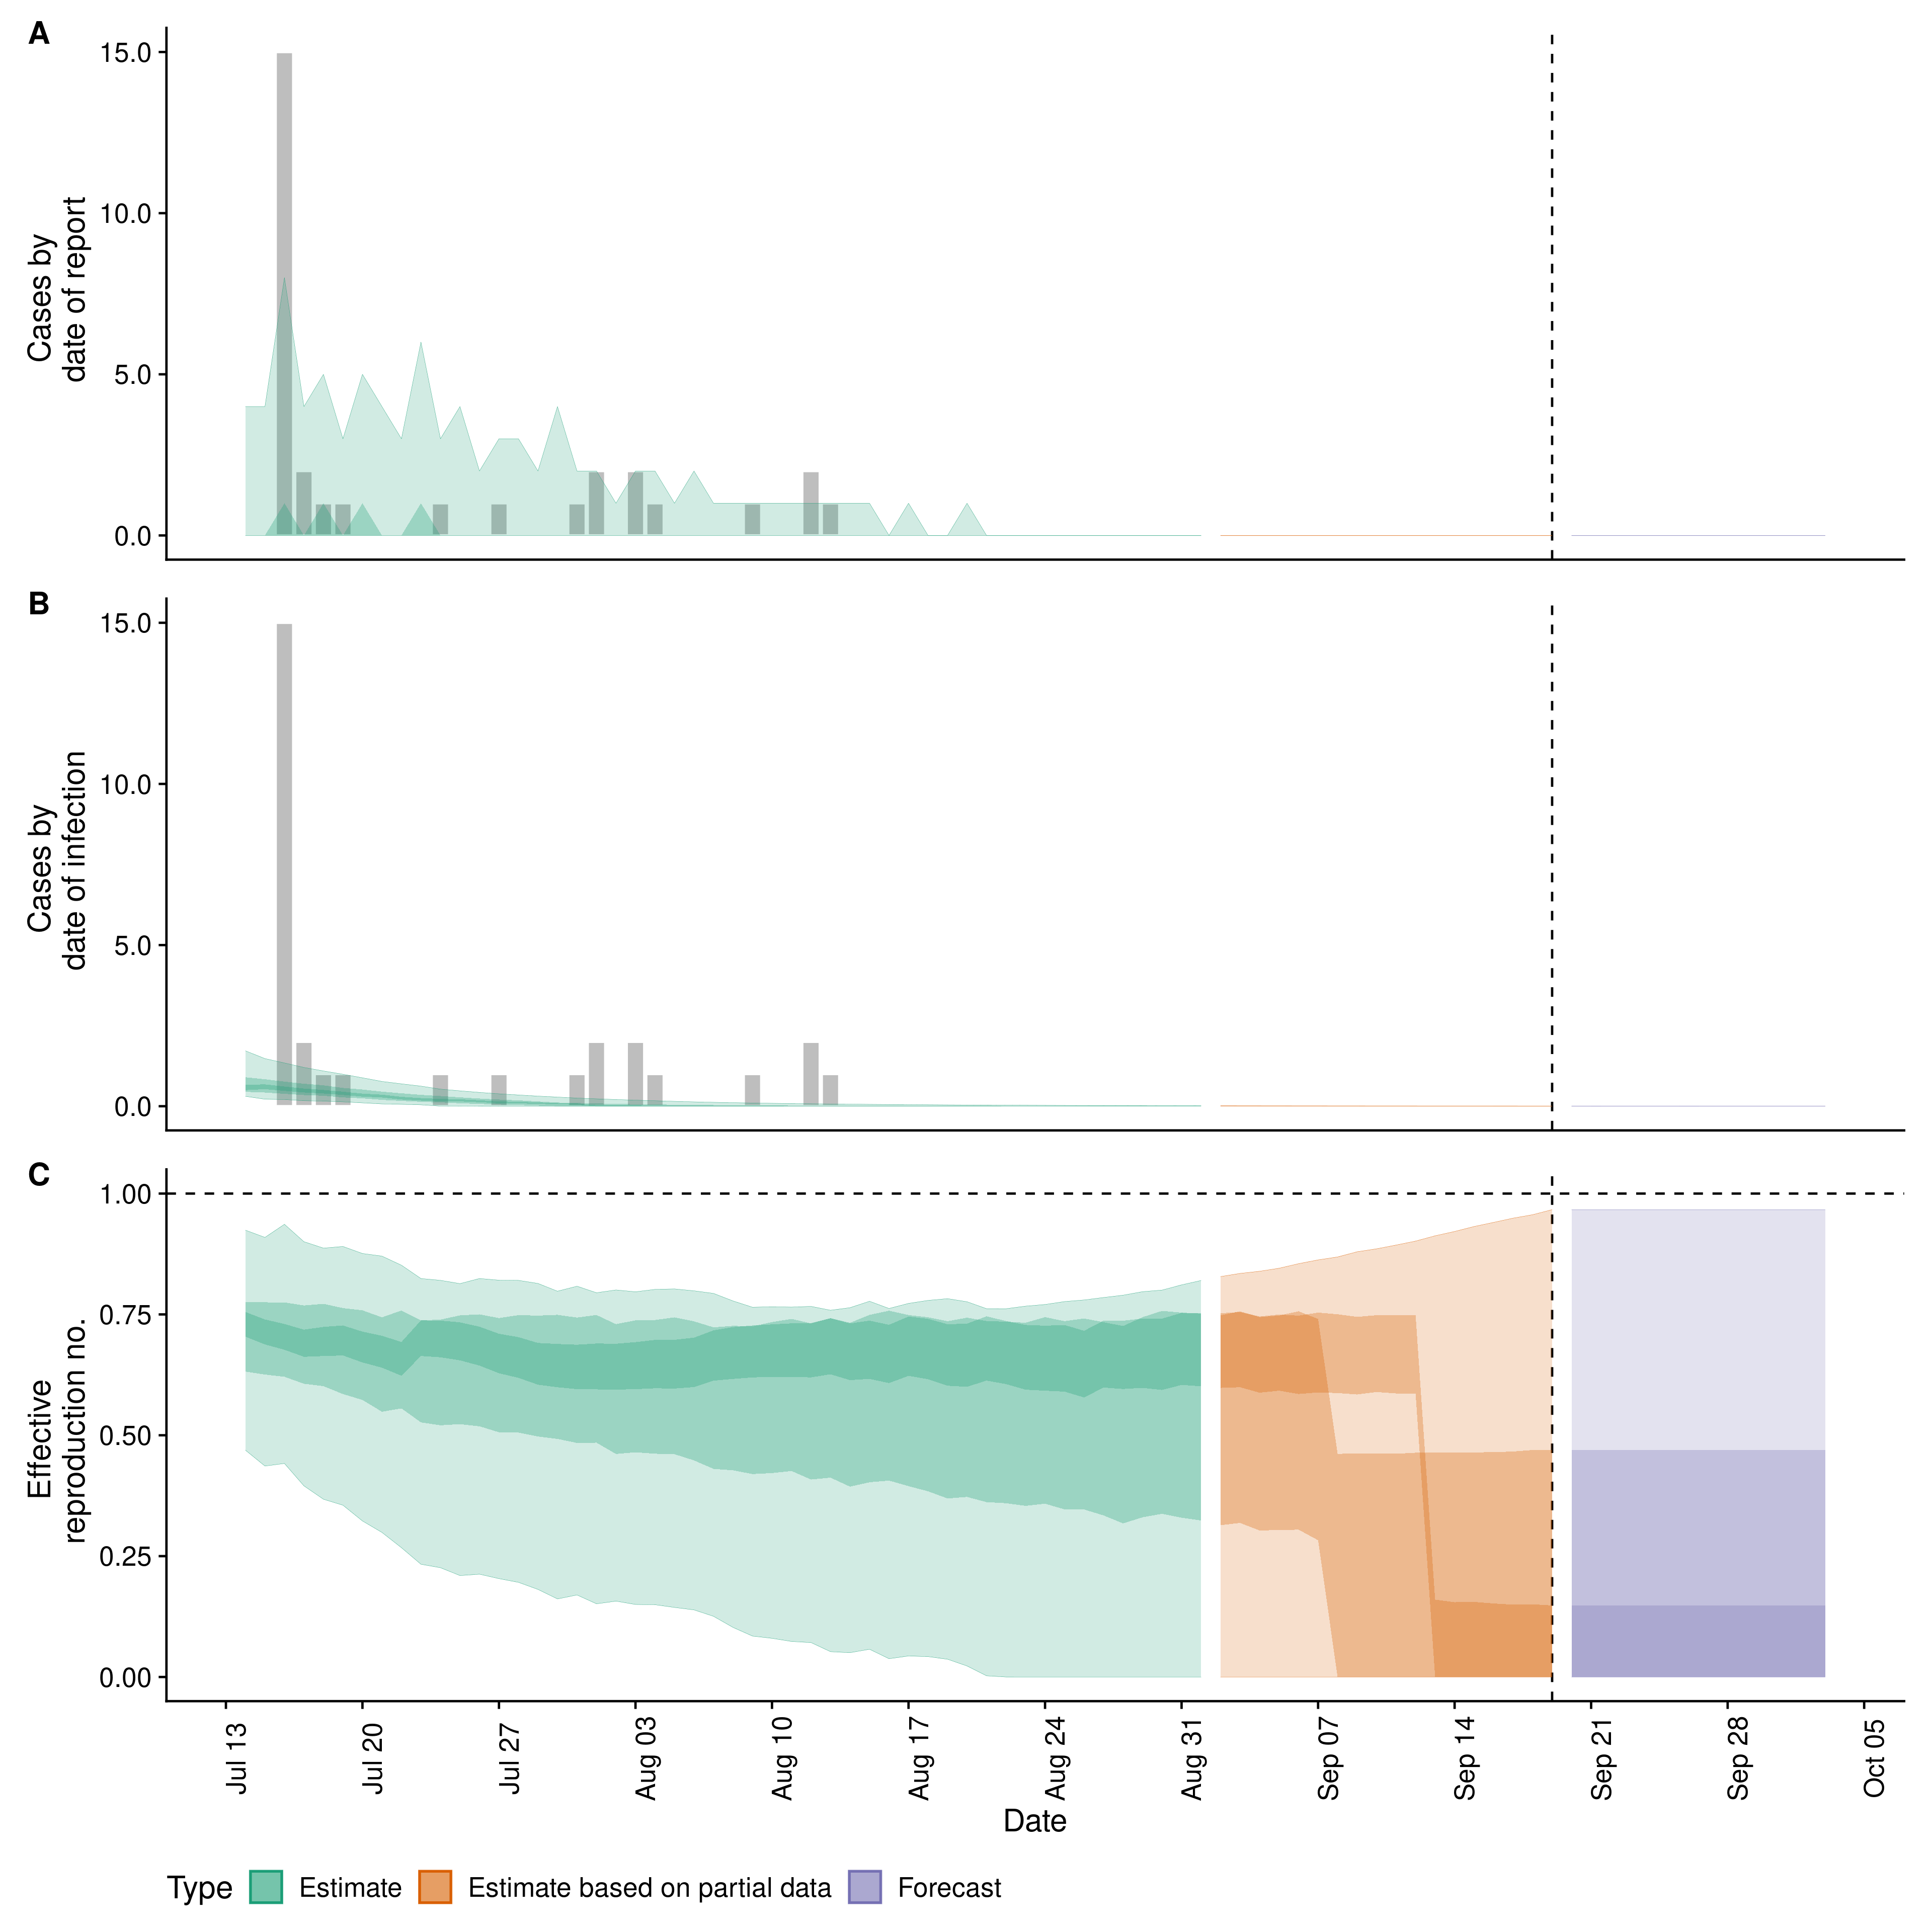 A
15.0
10.0
5.0
0.0
Cases by
date of report
B
15.0
10.0
5.0
0.0
Cases by
date of infection
C
1.00
0.75
0.50
0.25
0.00
Effective
reproduction no.
Jul 13
Jul 20
Jul 27
Aug 03
Aug 10
Aug 17
Aug 24
Aug 31
Sep 07
Sep 14
Sep 21
Sep 28
Oct 05
Date
Type Estimate Estimate based on partial data Forecast